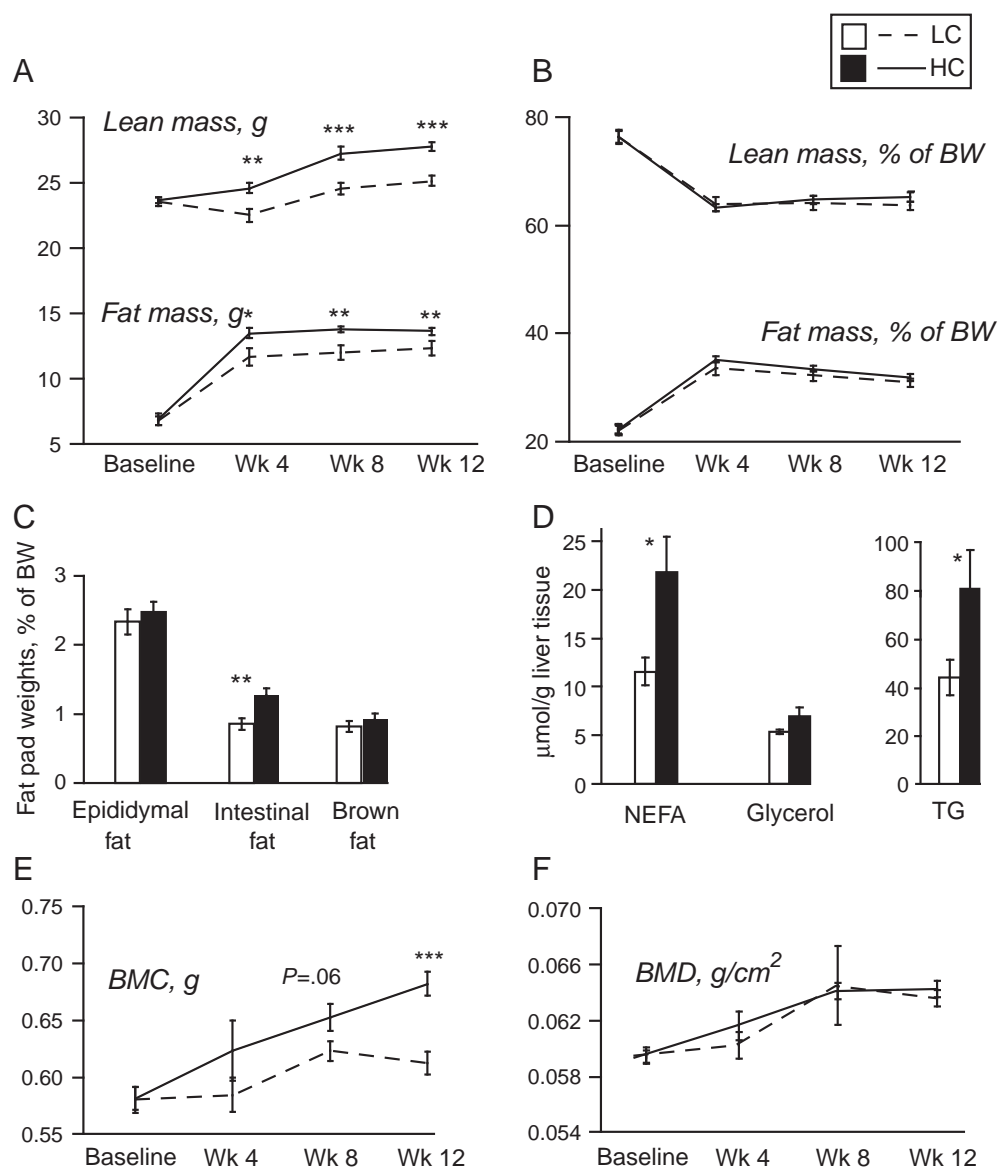 LC
HC
A
30
25
20
15
10
5
Lean mass, g
**
***
***
Fat mass, g
*
**
**
Baseline
Wk 4
Wk 8
Wk 12
B
80
60
40
20
Lean mass, % of BW
Fat mass, % of BW
Baseline
Wk 4
Wk 8
Wk 12
C
Fat pad weights, % of BW
3
2
1
0
**
Epididymal
fat
Intestinal
fat
Brown
fat
D
µmol/g liver tissue
25
20
15
10
5
0
*
NEFA
Glycerol
100
80
60
40
20
0
*
TG
E
0.75
0.70
0.65
0.60
0.55
BMC, g
P=.06
***
Baseline
Wk 4
Wk 8
Wk 12
F
0.070
0.066
0.062
0.058
0.054
BMD, g/cm²
Baseline
Wk 4
Wk 8
Wk 12